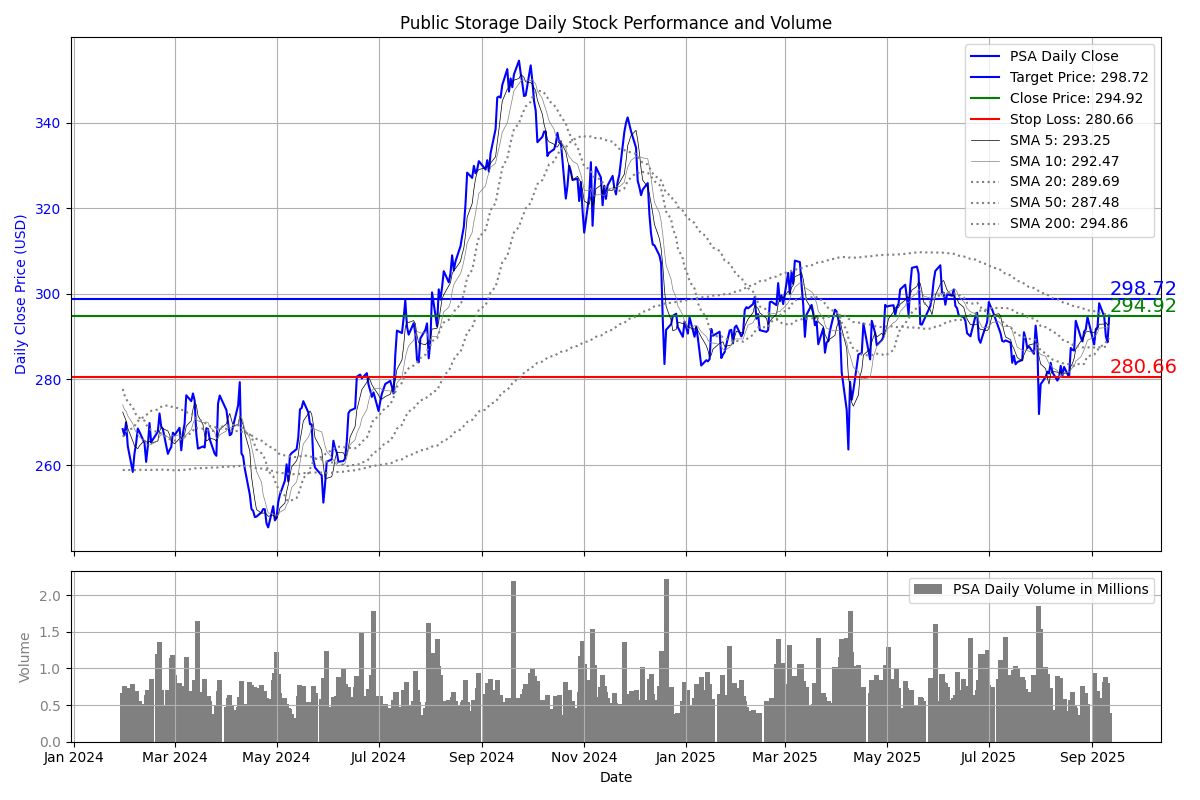 Public Storage Daily Stock Performance and Volume
Daily Close Price (USD)
340
320
300
280
260
PSA Daily Close
Target Price: 298.72
Close Price: 294.92
Stop Loss: 280.66
SMA 5: 293.25
SMA 10: 292.47
SMA 20: 289.69
SMA 50: 287.48
SMA 200: 294.86
298.72
294.92
280.66
Volume
2.0
1.5
1.0
0.5
0.0
PSA Daily Volume in Millions
Jan 2024
Mar 2024
May 2024
Jul 2024
Sep 2024
Nov 2024
Jan 2025
Mar 2025
May 2025
Jul 2025
Sep 2025
Date